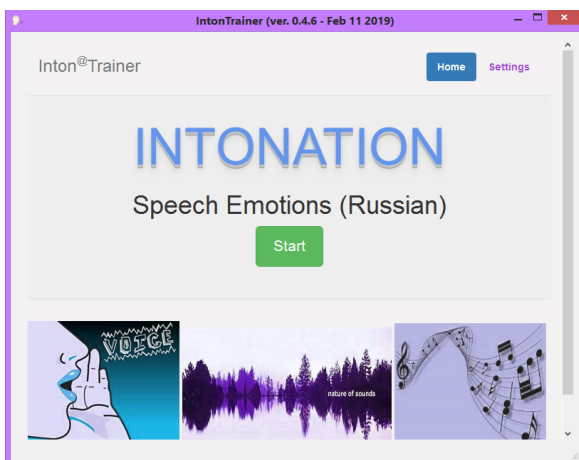 IntonTrainer (ver. 0.4.6 - Feb 11 2019)
Inton@Trainer
Home
Settings
INTONATION
Speech Emotions (Russian)
Start
VOICE
nature of sounds